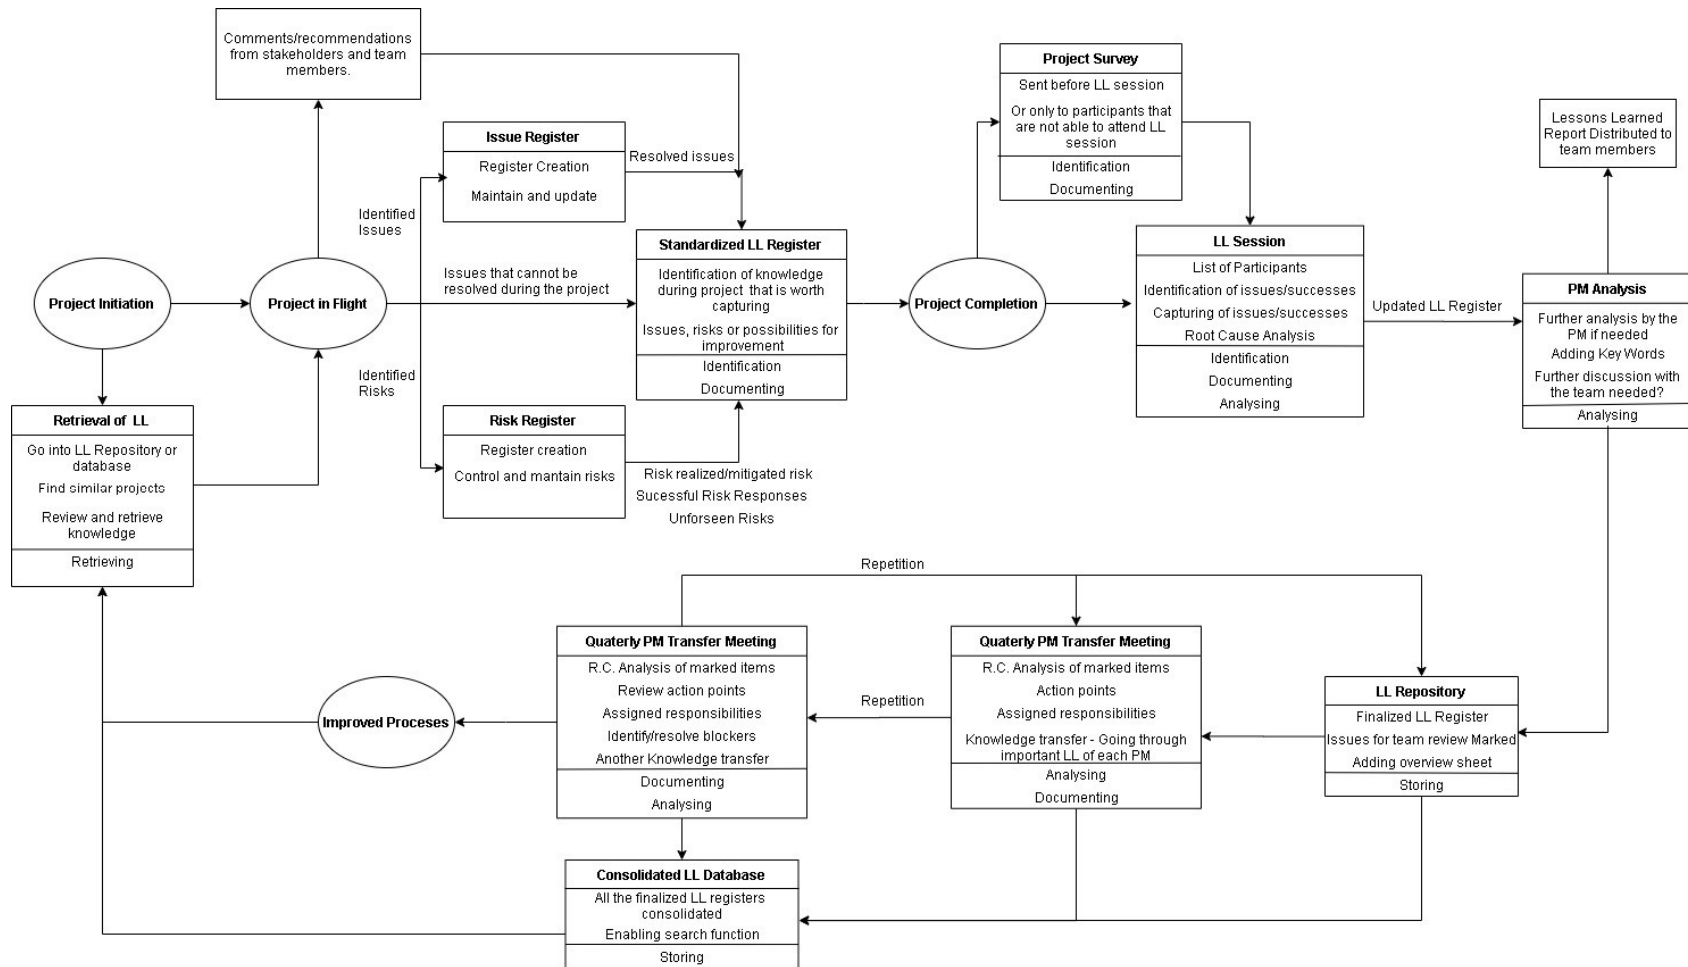 Comments/recommendations
from stakeholders and team
members.
Project Survey
Sent before LL session
Or only to participants that
are not able to attend LL
session
Identification
Documenting
Lessons Learned
Report Distributed to
team members
Issue Register
Register Creation
Maintain and update
Resolved issues
Identified
Issues
Project Initiation
Project in Flight
Issues that cannot be
resolved during the project
Standardized LL Register
Identification of knowledge
during project that is worth
capturing
Issues, risks or possibilities for
improvement
Identification
Documenting
Project Completion
LL Session
List of Participants
Identification of issues/successes
Capturing of issues/successes
Root Cause Analysis
Identification
Documenting
Analysing
Updated LL Register
PM Analysis
Further analysis by the
PM if needed
Adding Key Words
Further discussion with
the team needed?
Analysing
Identified
Risks
Retrieval of LL
Go into LL Repository or
database
Find similar projects
Review and retrieve
knowledge
Retrieving
Risk Register
Register creation
Control and mantain risks
Risk realized/mitigated risk
Sucessful Risk Responses
Unforseen Risks
Repetition
Quaterly PM Transfer Meeting
R.C. Analysis of marked items
Review action points
Assigned responsibilities
Identify/resolve blockers
Another Knowledge transfer
Documenting
Analysing
Repetition
Quaterly PM Transfer Meeting
R.C. Analysis of marked items
Action points
Assigned responsibilities
Knowledge transfer - Going through
important LL of each PM
Analysing
Documenting
LL Repository
Finalized LL Register
Issues for team review Marked
Adding overview sheet
Storing
Improved Proceses
Consolidated LL Database
All the finalized LL registers
consolidated
Enabling search function
Storing